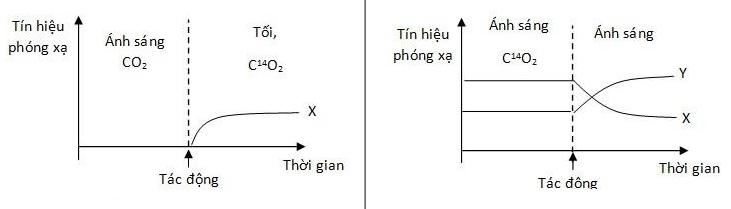 Tín hiệu
phóng xạ
Ánh sáng
CO₂
Tối,
C¹⁴O₂
X
Thời gian
Tác động
Tín hiệu
phóng xạ
Ánh sáng
C¹⁴O₂
Ánh sáng
Y
X
Thời gian
Tác đông